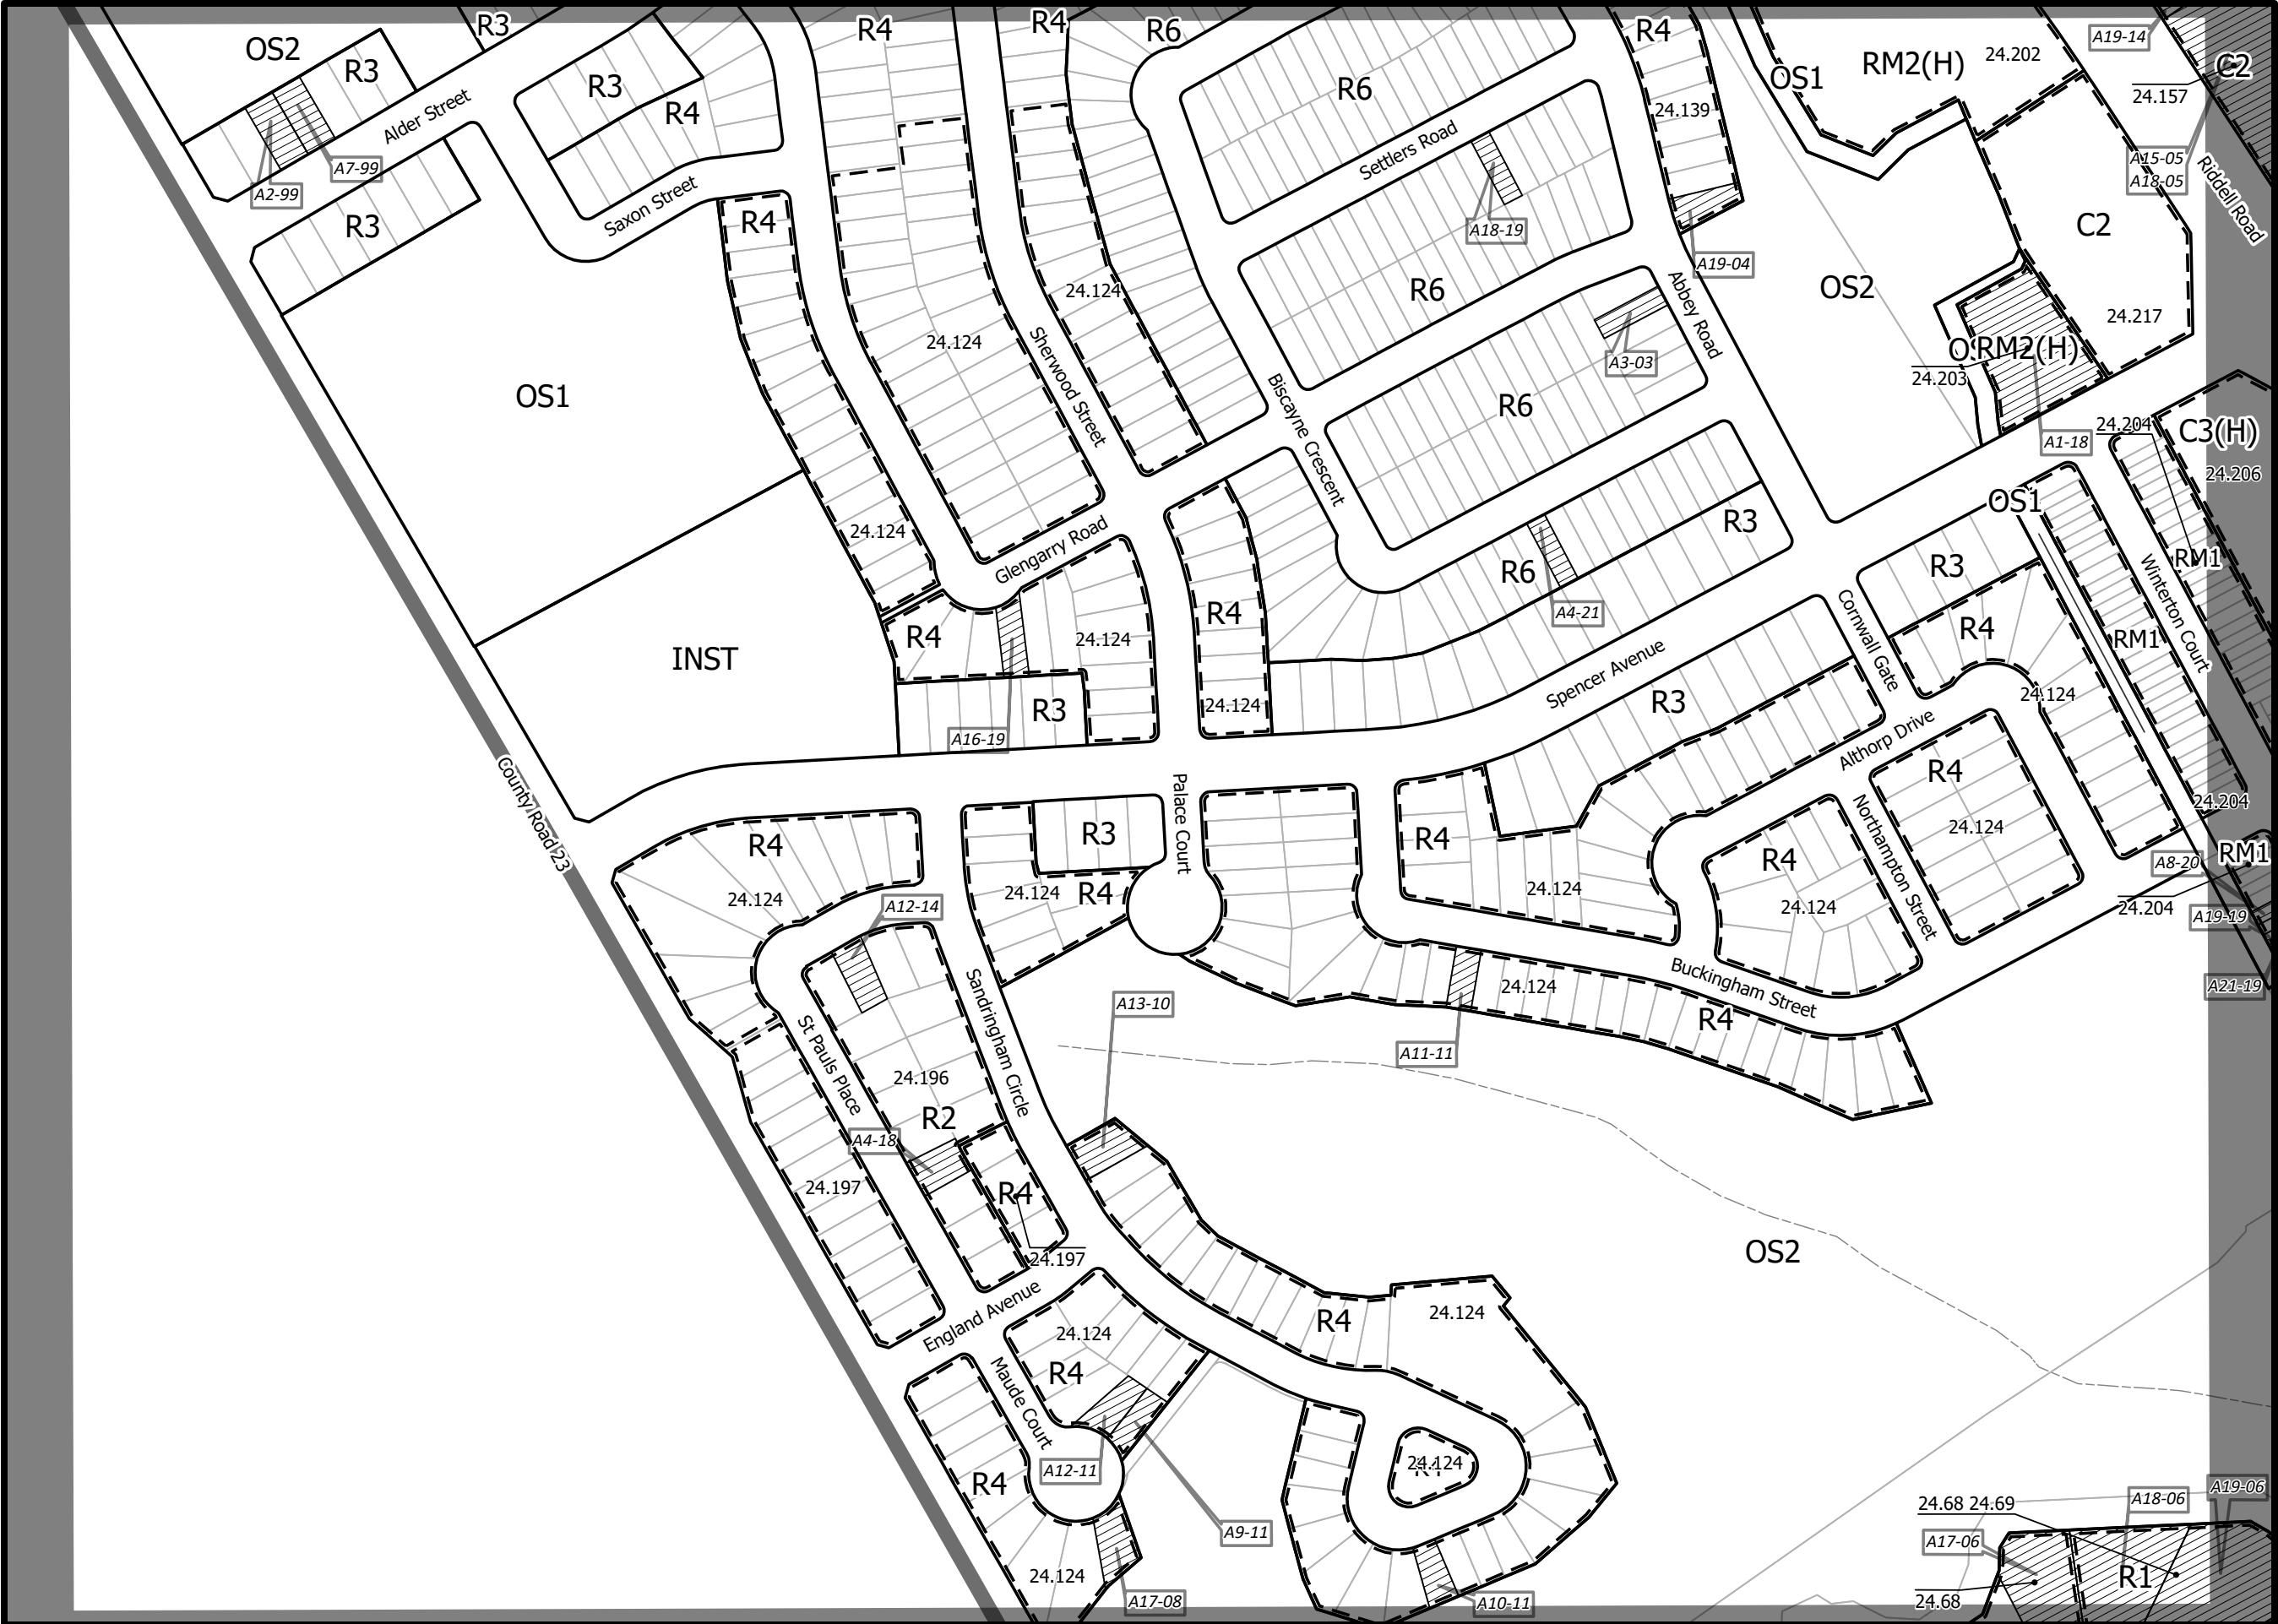 OS2
R3
R3
Alder Street
A7-99
A2-99
R3
R3
R4
Saxon Street
R4
R4
R4
R6
R6
R4
24.139
Settlers Road
A18-19
A19-04
R6
Abbey Road
A3-03
R6
OS1
RM2(H)
24.202
A19-14
C2
24.157
A15-05
A18-05
Riddell Road
C2
OS2
24.217
RM2(H)
24.203
A1-18
24.204
C3(H)
24.206
OS1
24.124
24.124
Sherwood Street
Biscayne Crescent
OS1
24.124
Glengarry Road
R4
24.124
R4
24.124
R3
A16-19
INST
R6
R3
A4-21
Spencer Avenue
R3
Cornwall Gate
R3
R4
24.124
RM1
Winterton Court
RM1
24.204
Althorp Drive
R4
24.124
Northampton Street
R4
24.124
RM1
A8-20
24.204
A19-19
A21-19
County Road 23
R4
24.124
A12-14
R3
24.124
R4
Palace Court
R4
24.124
24.124
Buckingham Street
R4
A11-11
A13-10
St Pauls Place
Sandringham Circle
24.196
R2
A4-18
24.197
R4
24.197
England Avenue
24.124
R4
Maude Court
R4
A12-11
A9-11
24.124
A17-08
R4
24.124
24.124
A10-11
OS2
24.68 24.69
A18-06
A19-06
A17-06
R1
24.68